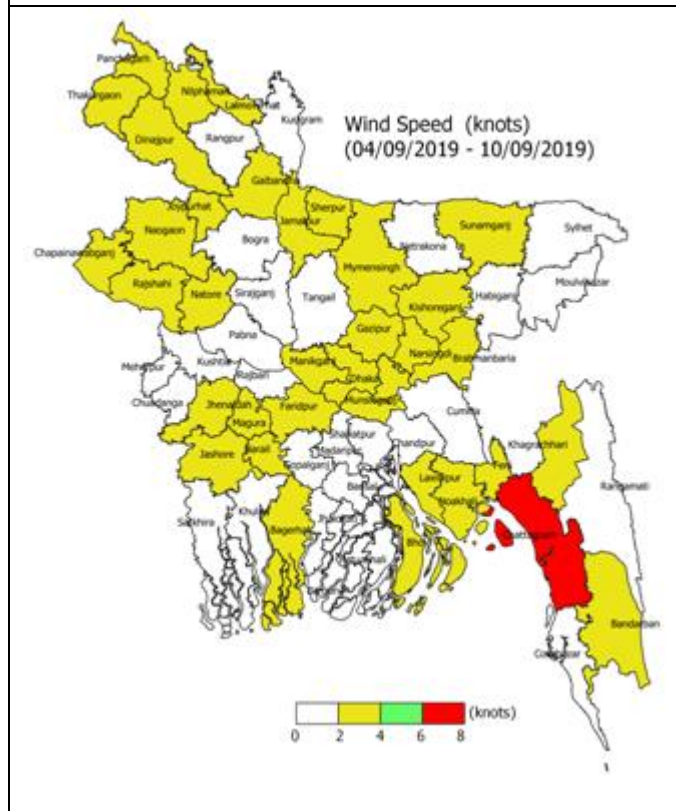 Wind Speed (knots)
(04/09/2019 - 10/09/2019)
Panchagarh
Thakurgaon
Nilphamari
Lalmonirhat
Kurigram
Rangpur
Dinajpur
Gaibandha
Joypurhat
Sherpur
Jamalpur
Naogaon
Bogra
Mymensingh
Netrakona
Sunamganj
Sylhet
Chapainawabganj
Rajshahi
Natore
Sirajganj
Tangail
Kishoreganj
Habiganj
Moulvibazar
Gazipur
Pabna
Narsingdi
Meherpur
Kushtia
Rajbari
Manikganj
Dhaka
Brahmanbaria
Chuadanga
Jhenaidah
Magura
Faridpur
Munshiganj
Cumilla
Shariatpur
Chandpur
Khagrachhari
Jashore
Narail
Gopalganj
Madaripur
Feni
Laxmipur
Noakhali
Rangamati
Satkhira
Khulna
Bagerhat
Barisal
Bhola
Chattogram
Bandarban
(knots)
0 2 4 6 8